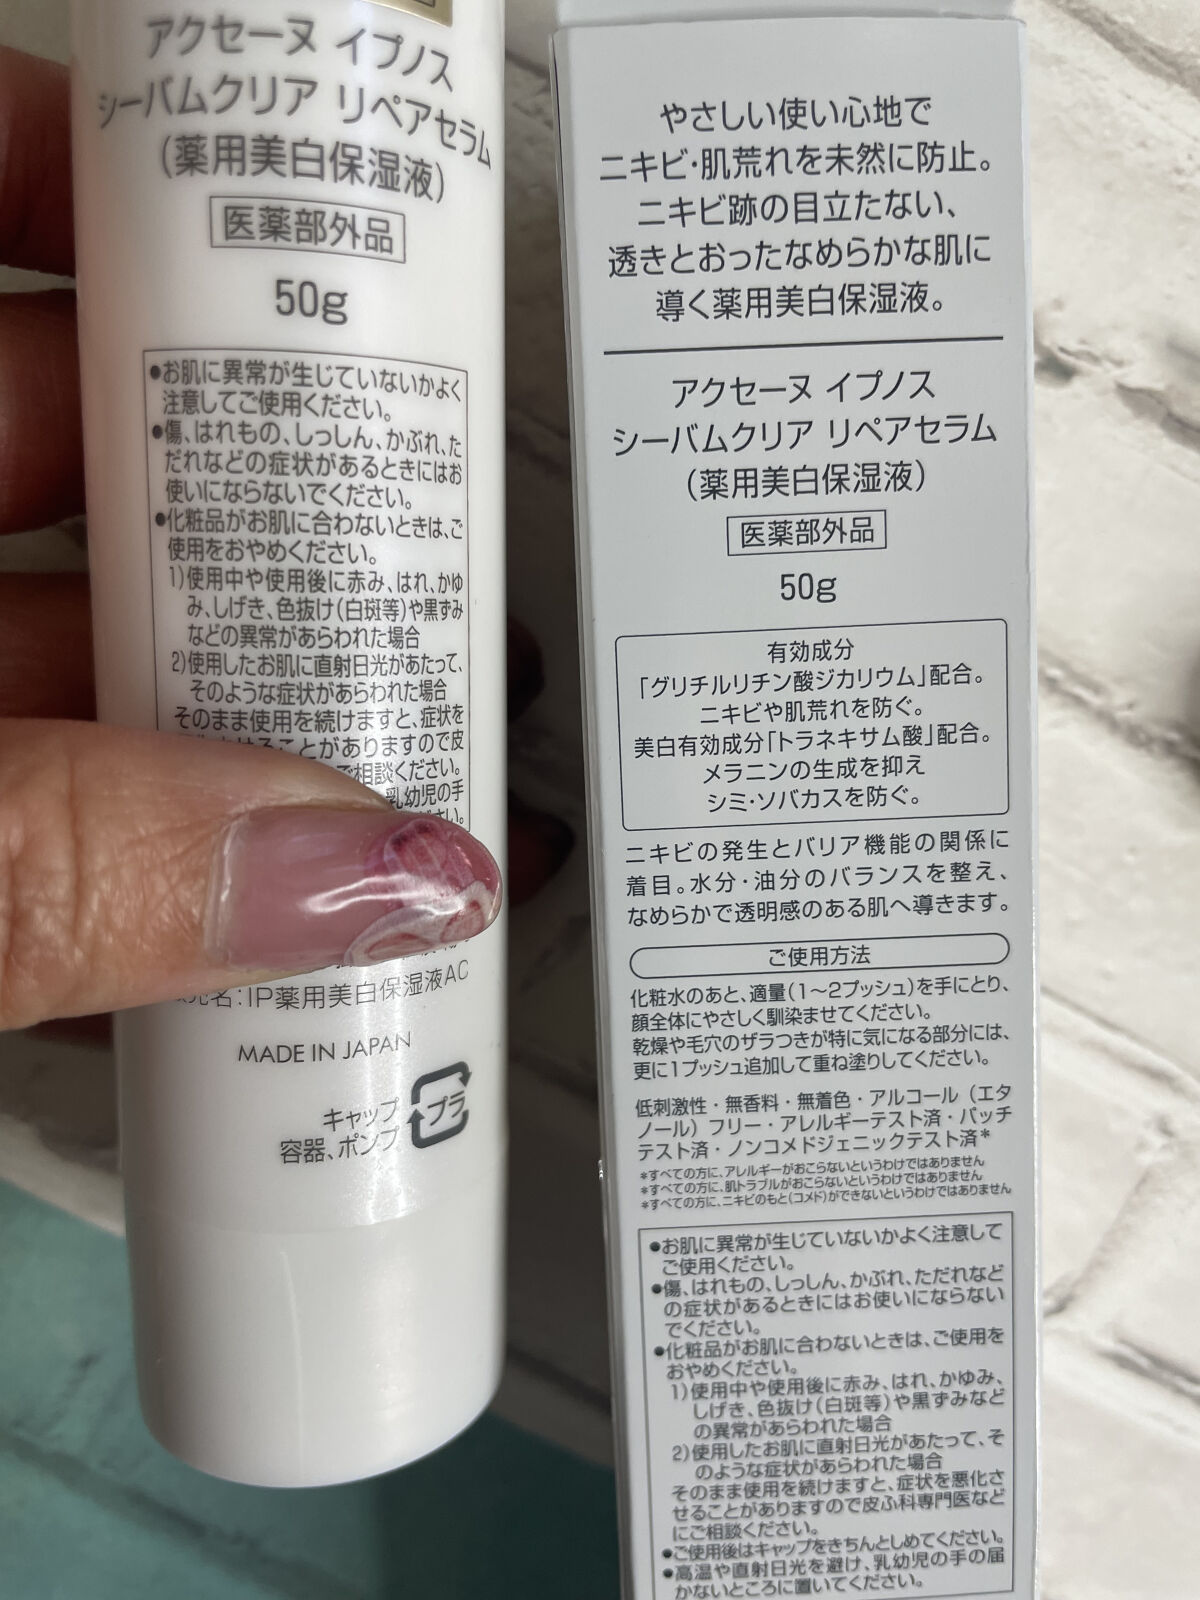 アクセーヌ イプノス
シーバムクリア リペアセラム
(薬用美白保湿液)
医薬部外品
50g
●お肌に異常が生じていないかよく
注意してご使用ください。
●傷、はれもの、しっしん、かぶれ、た
だれなどの症状があるときにはお
使いにならないでください。
●化粧品がお肌に合わないときは、ご
使用をおやめください。
1)使用中や使用後に赤み、はれ、かゆ
み、しげき、色抜け(白斑等)や黒ずみ
などの異常があらわれた場合
2)使用したお肌に直射日光があたって、
そのような症状があらわれた場合
そのまま使用を続けますと、症状を
せることがありますので皮
ご相談ください。
乳幼児の手
ださい。
売名:IP薬用美白保湿液AC
MADE IN JAPAN
キャップ
容器、ポンプ
プラ
やさしい使い心地で
ニキビ・肌荒れを未然に防止。
ニキビ跡の目立たない、
透きとおったなめらかな肌に
導く薬用美白保湿液。
アクセーヌ イプノス
シーバムクリア リペアセラム
(薬用美白保湿液)
医薬部外品
50g
有効成分
「グリチルリチン酸ジカリウム」配合。
ニキビや肌荒れを防ぐ。
美白有効成分「トラネキサム酸」配合。
メラニンの生成を抑え
シミ・ソバカスを防ぐ。
ニキビの発生とバリア機能の関係に
着目。水分・油分のバランスを整え、
なめらかで透明感のある肌へ導きます。
ご使用方法
化粧水のあと、適量(1〜2プッシュ)を手にとり、
顔全体にやさしく馴染ませてください。
乾燥や毛穴のザラつきが特に気になる部分には、
更に1プッシュ追加して重ね塗りしてください。
低刺激性・無香料・無着色・アルコール(エタ
ノール)フリー・アレルギーテスト済・パッチ
テスト済・ノンコメドジェニックテスト済*
*すべての方に、アレルギーがおこらないというわけではありません
*すべての方に、肌トラブルがおこらないというわけではありません
*すべての方に、ニキビのもと(コメド)ができないというわけではありません
●お肌に異常が生じていないかよく注意して
ご使用ください。
●傷、はれもの、しっしん、かぶれ、ただれなど
の症状があるときにはお使いにならない
でください。
●化粧品がお肌に合わないときは、ご使用を
おやめください。
1)使用中や使用後に赤み、はれ、かゆみ、
しげき、色抜け(白斑等)や黒ずみなど
の異常があらわれた場合
2)使用したお肌に直射日光があたって、そ
のような症状があらわれた場合
そのまま使用を続けますと、症状を悪化さ
せることがありますので皮ふ科専門医など
にご相談ください。
●ご使用後はキャップをきちんとしめてください。
●高温や直射日光を避け、乳幼児の手の届
かないところに置いてください。